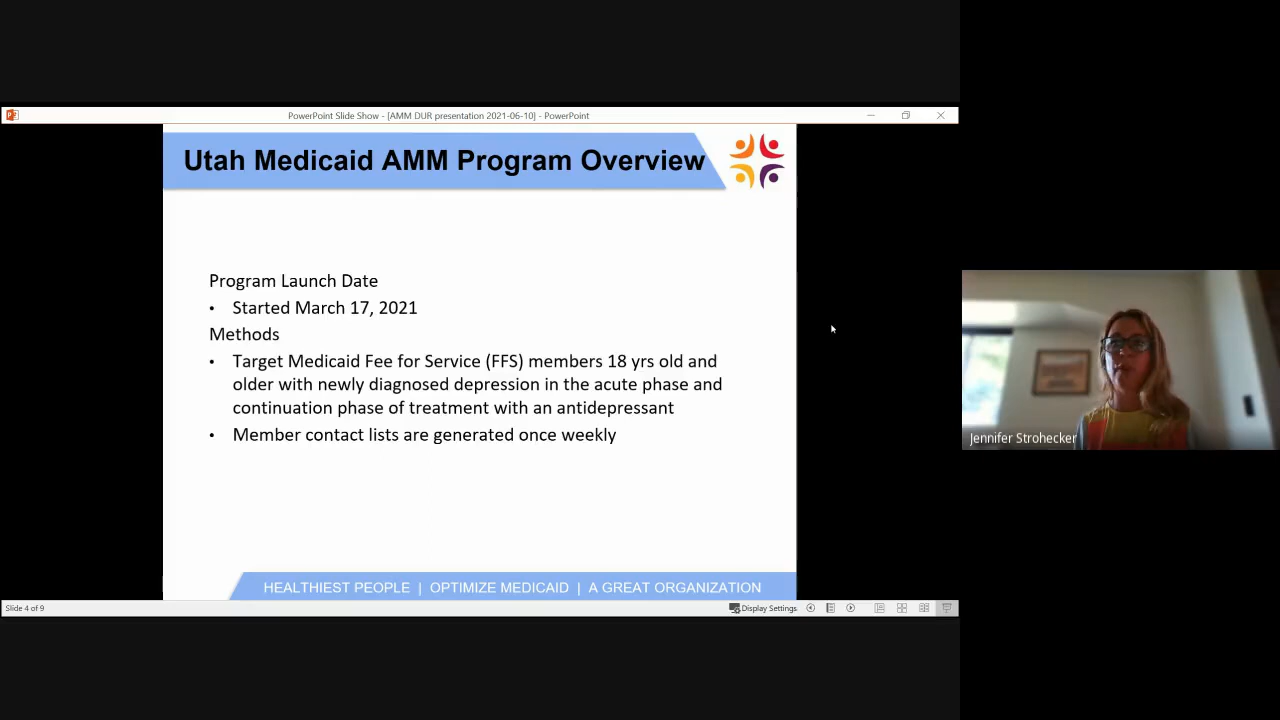 PowerPoint Slide Show - [AMM DUR presentation 2021-06-10] - PowerPoint
Utah Medicaid AMM Program Overview
Program Launch Date
• Started March 17, 2021
Methods
• Target Medicaid Fee for Service (FFS) members 18 yrs old and
older with newly diagnosed depression in the acute phase and
continuation phase of treatment with an antidepressant
• Member contact lists are generated once weekly
HEALTHIEST PEOPLE | OPTIMIZE MEDICAID | A GREAT ORGANIZATION
Slide 4 of 9
Display Settings
Jennifer Strohecker